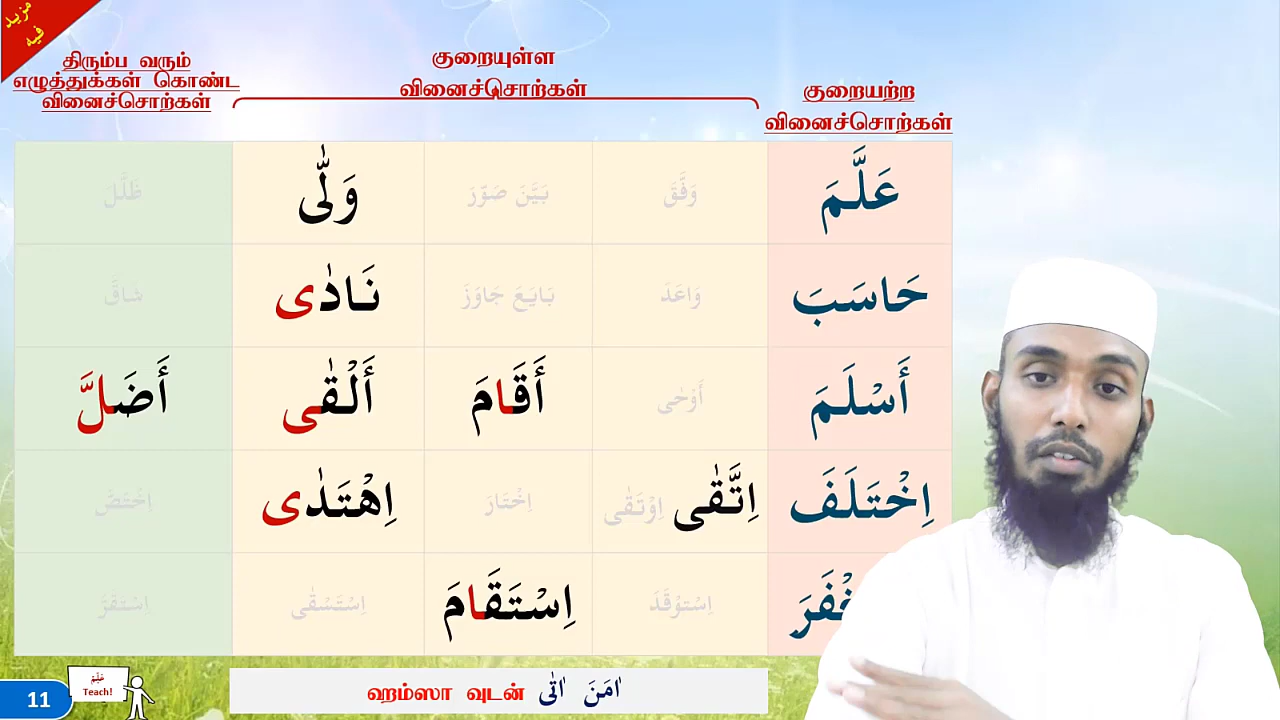 مزيد
فيه
திரும்ப வரும்
எழுத்துக்கள் கொண்ட
வினைச்சொற்கள்
குறையுள்ள
வினைச்சொற்கள்
குறையற்ற
வினைச்சொற்கள்
عَلَّمَ وَفَّقَ بَيَّنَ صَوَّرَ وَلّٰى ظَلَّلَ
حَاسَبَ وَاعَدَ بَايَعَ جَاوَزَ نَادٰى شَاقَّ
أَسْلَمَ أَوْحٰى أَقَامَ أَلْقٰى أَضَلَّ
اِخْتَلَفَ اِتَّقٰى اِوْتَقٰى اِخْتَارَ اِهْتَدٰى اِخْتَصَّ
اِسْتَوْقَدَ اِسْتَقَامَ اِسْتَسْقٰى اِسْتَقَرَّ
ஹம்ஸா வுடன் اٰمَنَ اٰتٰى
11
عَلِّمْ
Teach!